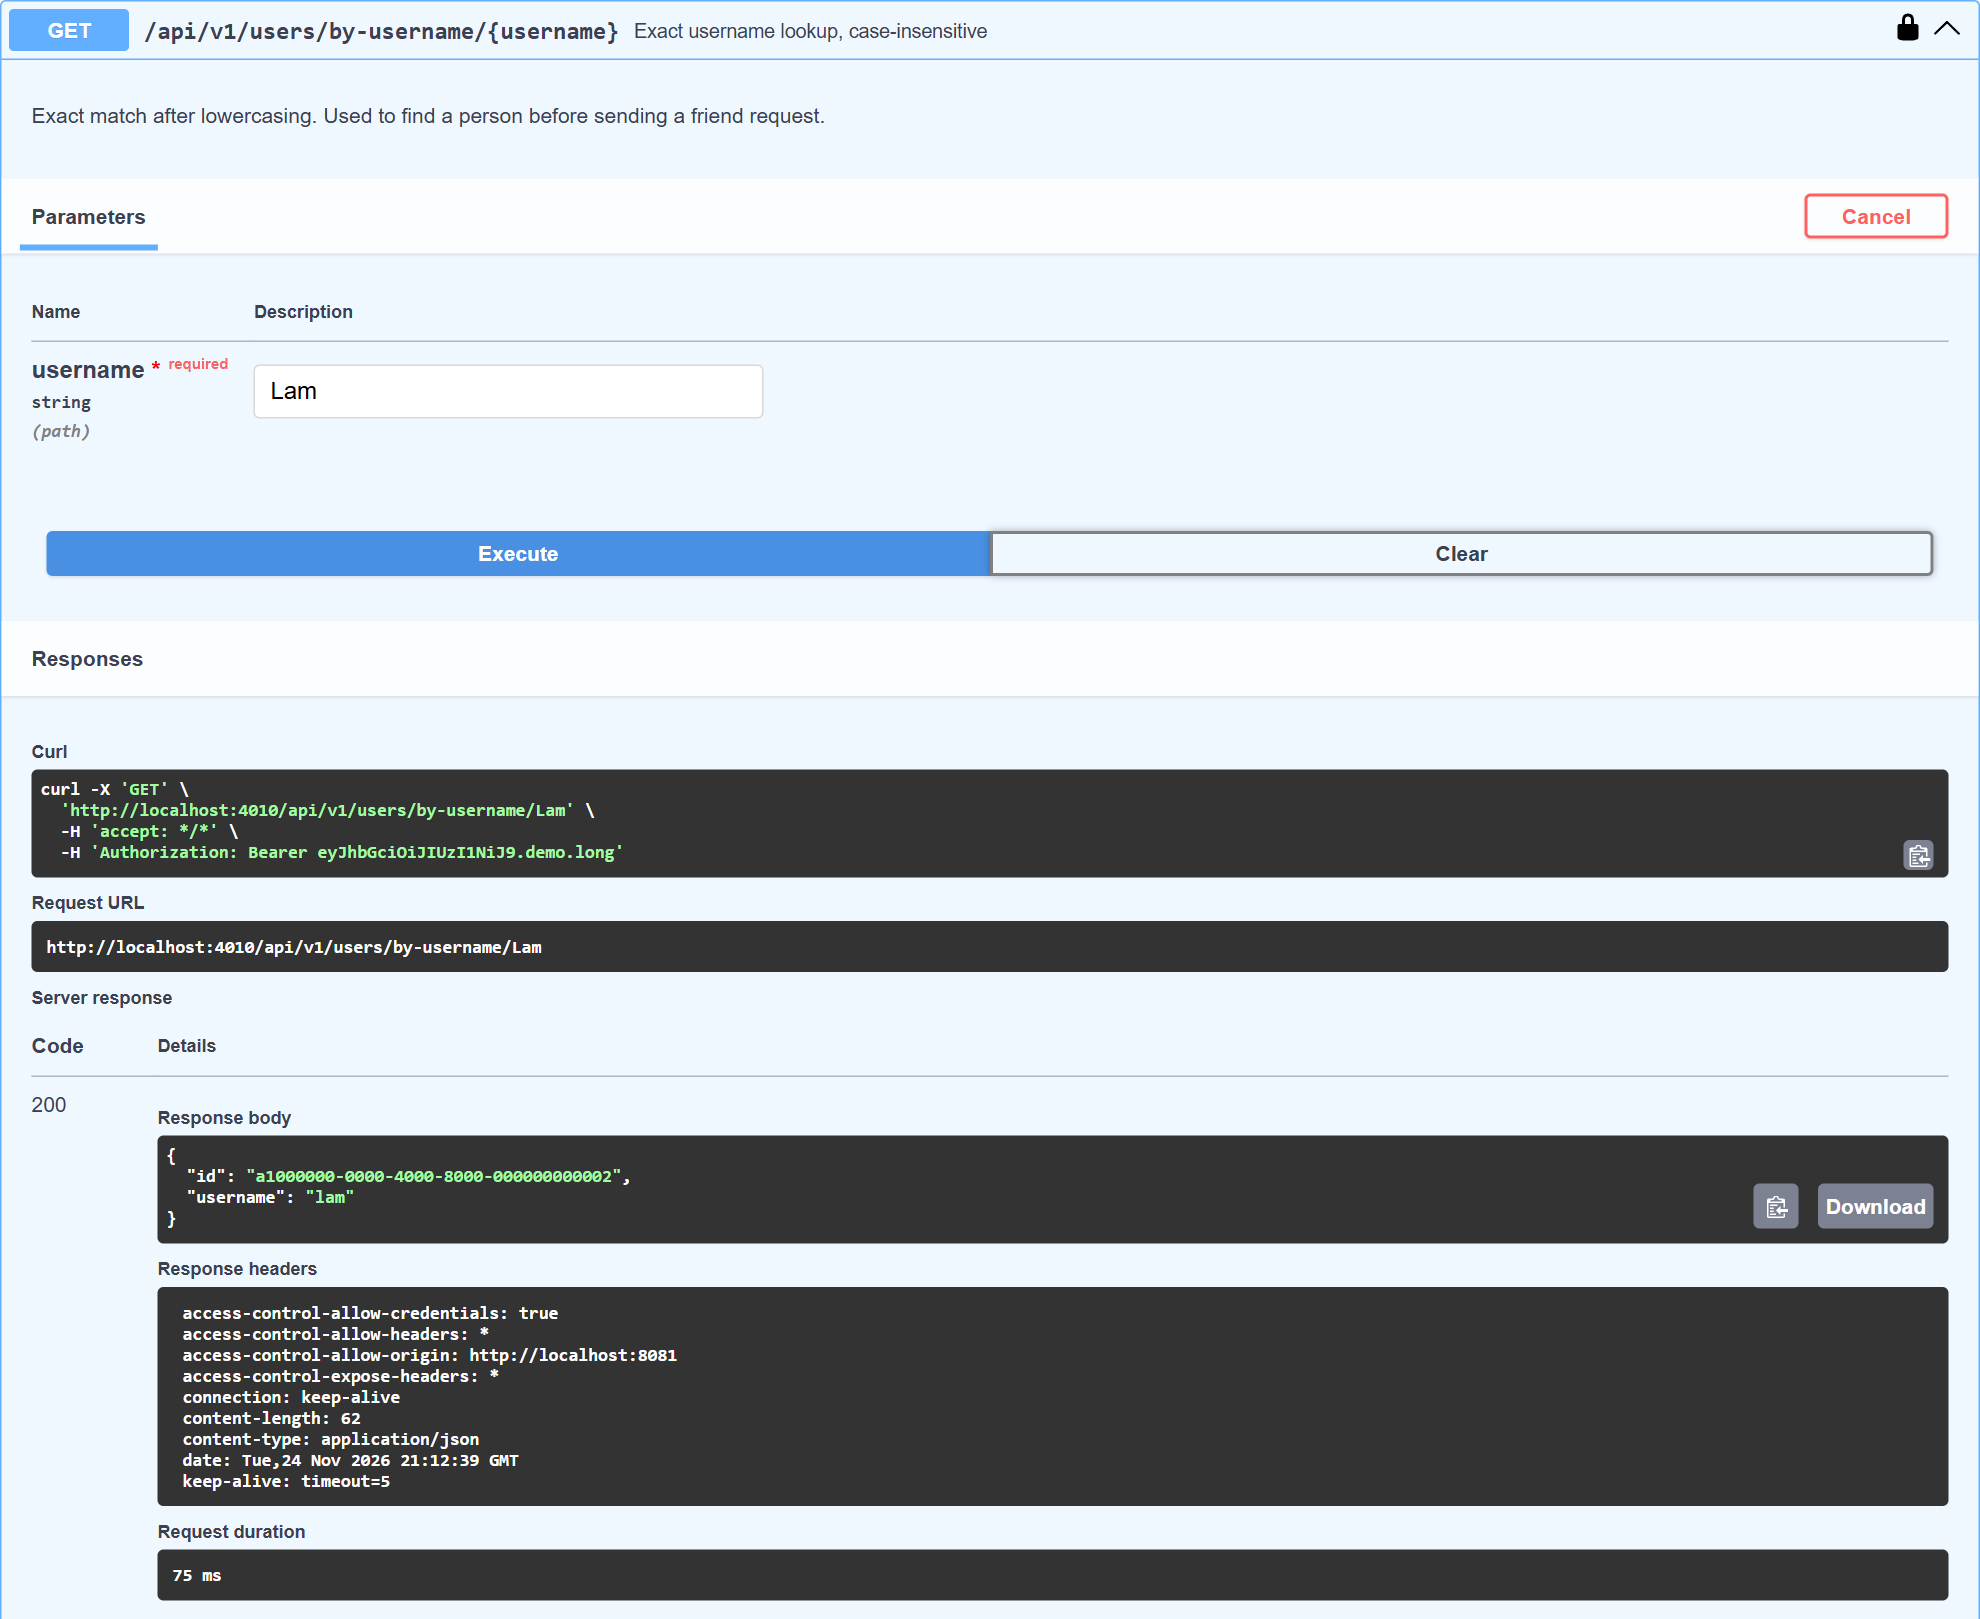 GET /api/v1/users/by-username/{username} Exact username lookup, case-insensitive
Exact match after lowercasing. Used to find a person before sending a friend request.
Parameters
Cancel
Name Description
username * required
string
(path)
Lam
Execute Clear
Responses
Curl
curl -X 'GET' \
  'http://localhost:4010/api/v1/users/by-username/Lam' \
  -H 'accept: */*' \
  -H 'Authorization: Bearer eyJhbGciOiJIUzI1NiJ9.demo.long'
Request URL
http://localhost:4010/api/v1/users/by-username/Lam
Server response
Code Details
200
Response body
{
  "id": "a1000000-0000-4000-8000-000000000002",
  "username": "lam"
}
Download
Response headers
access-control-allow-credentials: true
access-control-allow-headers: *
access-control-allow-origin: http://localhost:8081
access-control-expose-headers: *
connection: keep-alive
content-length: 62
content-type: application/json
date: Tue,24 Nov 2026 21:12:39 GMT
keep-alive: timeout=5
Request duration
75 ms